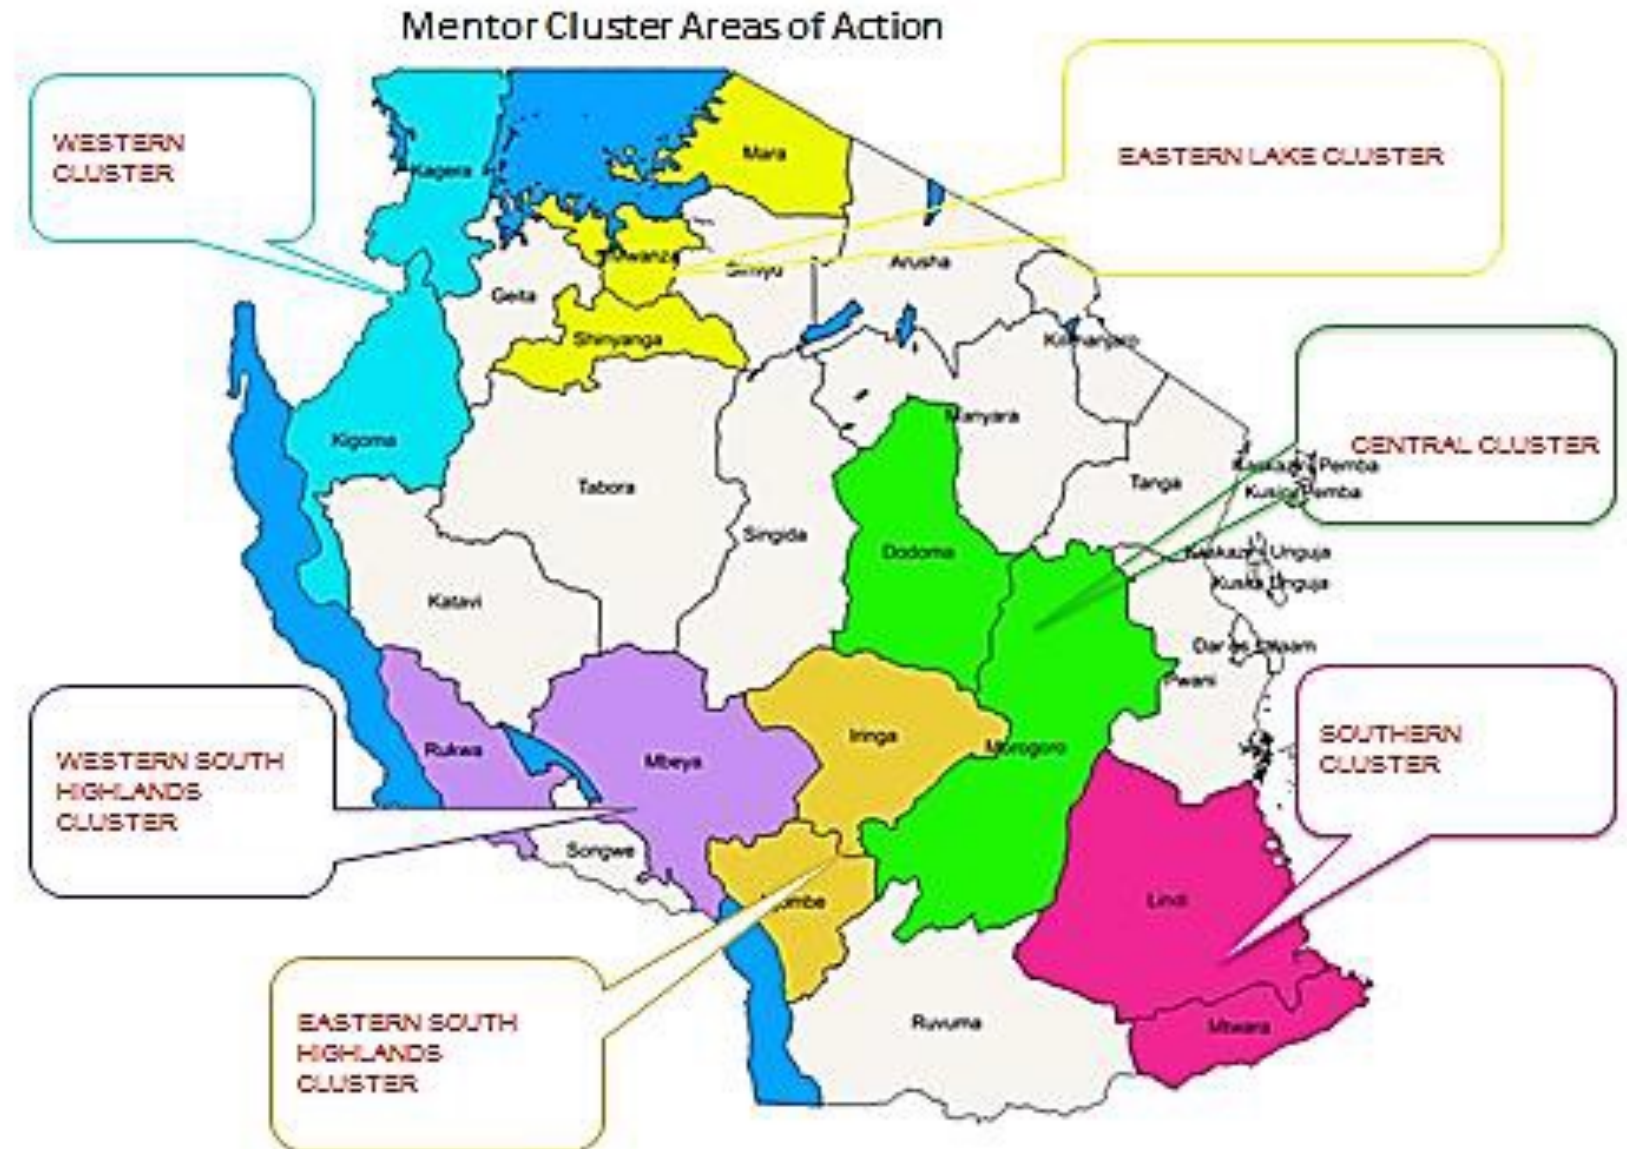 Mentor Cluster Areas of Action
WESTERN
CLUSTER
EASTERN LAKE CLUSTER
Mara
Kagera
Mwanza
Simiyu
Arusha
Geita
Shinyanga
Kilimanjaro
CENTRAL CLUSTER
Manyara
Kigoma
Pemba
Tanga
Pemba
Tabora
Singida
Dodoma
Unguja
Unguja
Katavi
Dar es Salaam
Pwani
Rukwa
Mbeya
Iringa
Morogoro
SOUTHERN
CLUSTER
WESTERN SOUTH
HIGHLANDS
CLUSTER
Songwe
Lindi
EASTERN SOUTH
HIGHLANDS
CLUSTER
Ruvuma
Mtwara